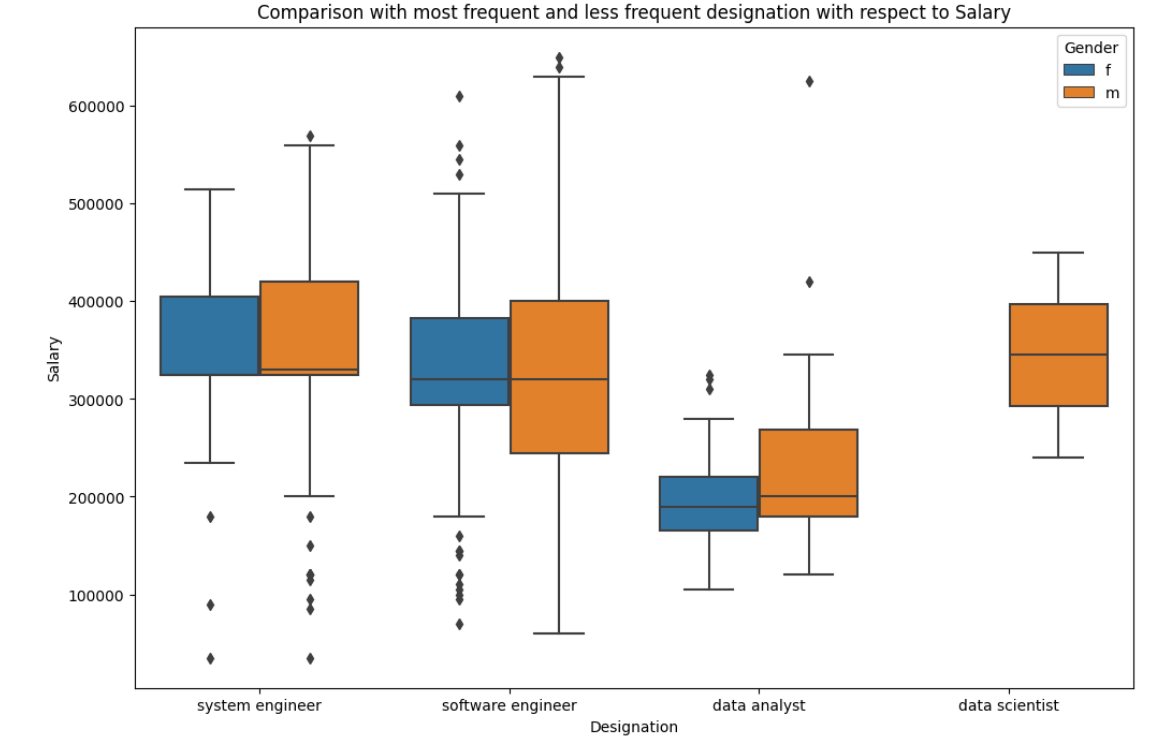 Comparison with most frequent and less frequent designation with respect to Salary
Gender
f
m
600000
500000
400000
300000
200000
100000
Salary
system engineer
software engineer
data analyst
data scientist
Designation